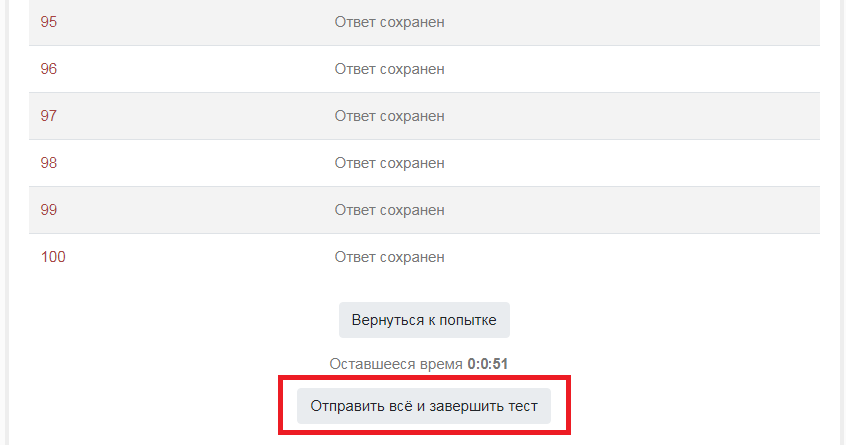 95 Ответ сохранен
96 Ответ сохранен
97 Ответ сохранен
98 Ответ сохранен
99 Ответ сохранен
100 Ответ сохранен
Вернуться к попытке
Оставшееся время 0:0:51
Отправить всё и завершить тест